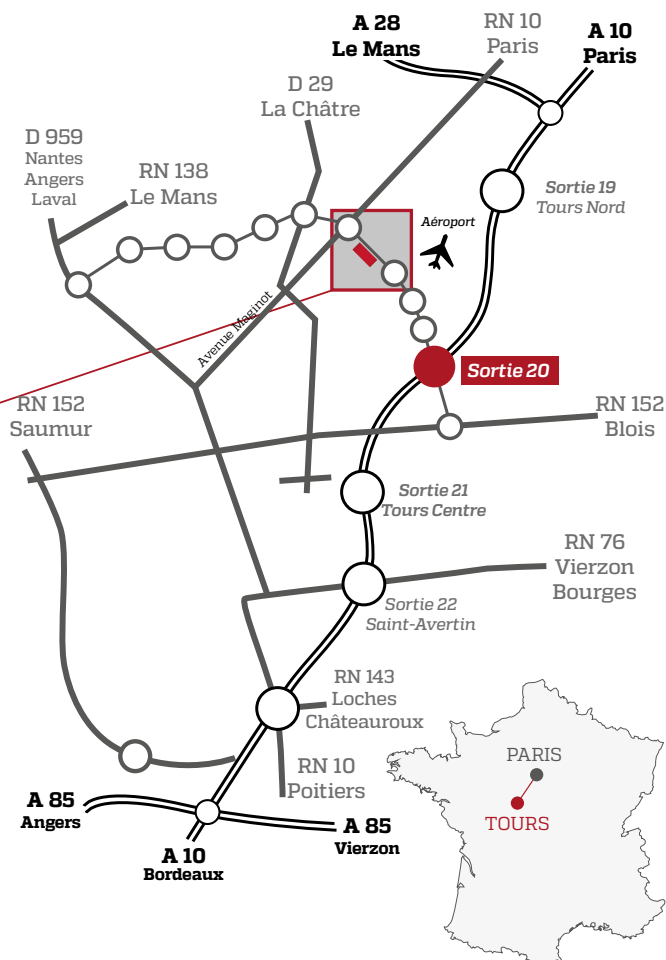 A 28
Le Mans
RN 10
Paris
A 10
Paris
D 29
La Châtre
D 959
Nantes
Angers
Laval
RN 138
Le Mans
Sortie 19
Tours Nord
Aéroport
Avenue Maginot
Sortie 20
RN 152
Saumur
RN 152
Blois
Sortie 21
Tours Centre
RN 76
Vierzon
Bourges
Sortie 22
Saint-Avertin
RN 143
Loches
Châteauroux
RN 10
Poitiers
A 85
Angers
A 85
Vierzon
A 10
Bordeaux
PARIS
TOURS